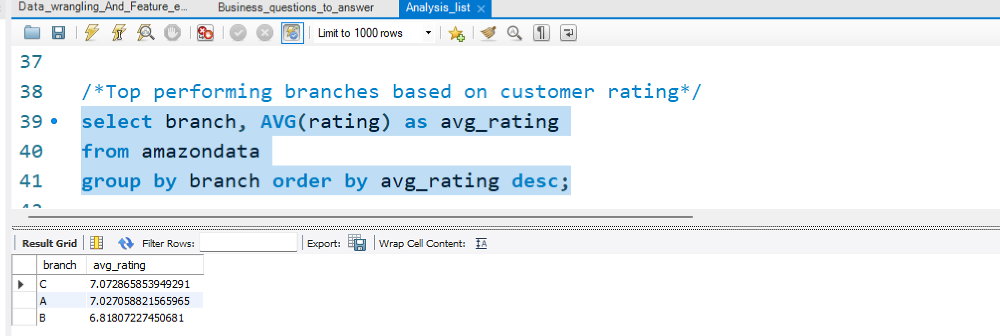 Data_wrangling_And_Feature_e... Business_questions_to_answer Analysis_list
Limit to 1000 rows
37
38 /*Top performing branches based on customer rating*/
39 select branch, AVG(rating) as avg_rating
40 from amazondata
41 group by branch order by avg_rating desc;
Result Grid Filter Rows: Export: Wrap Cell Content:
branch avg_rating
C 7.072865853949291
A 7.027058821565965
B 6.81807227450681